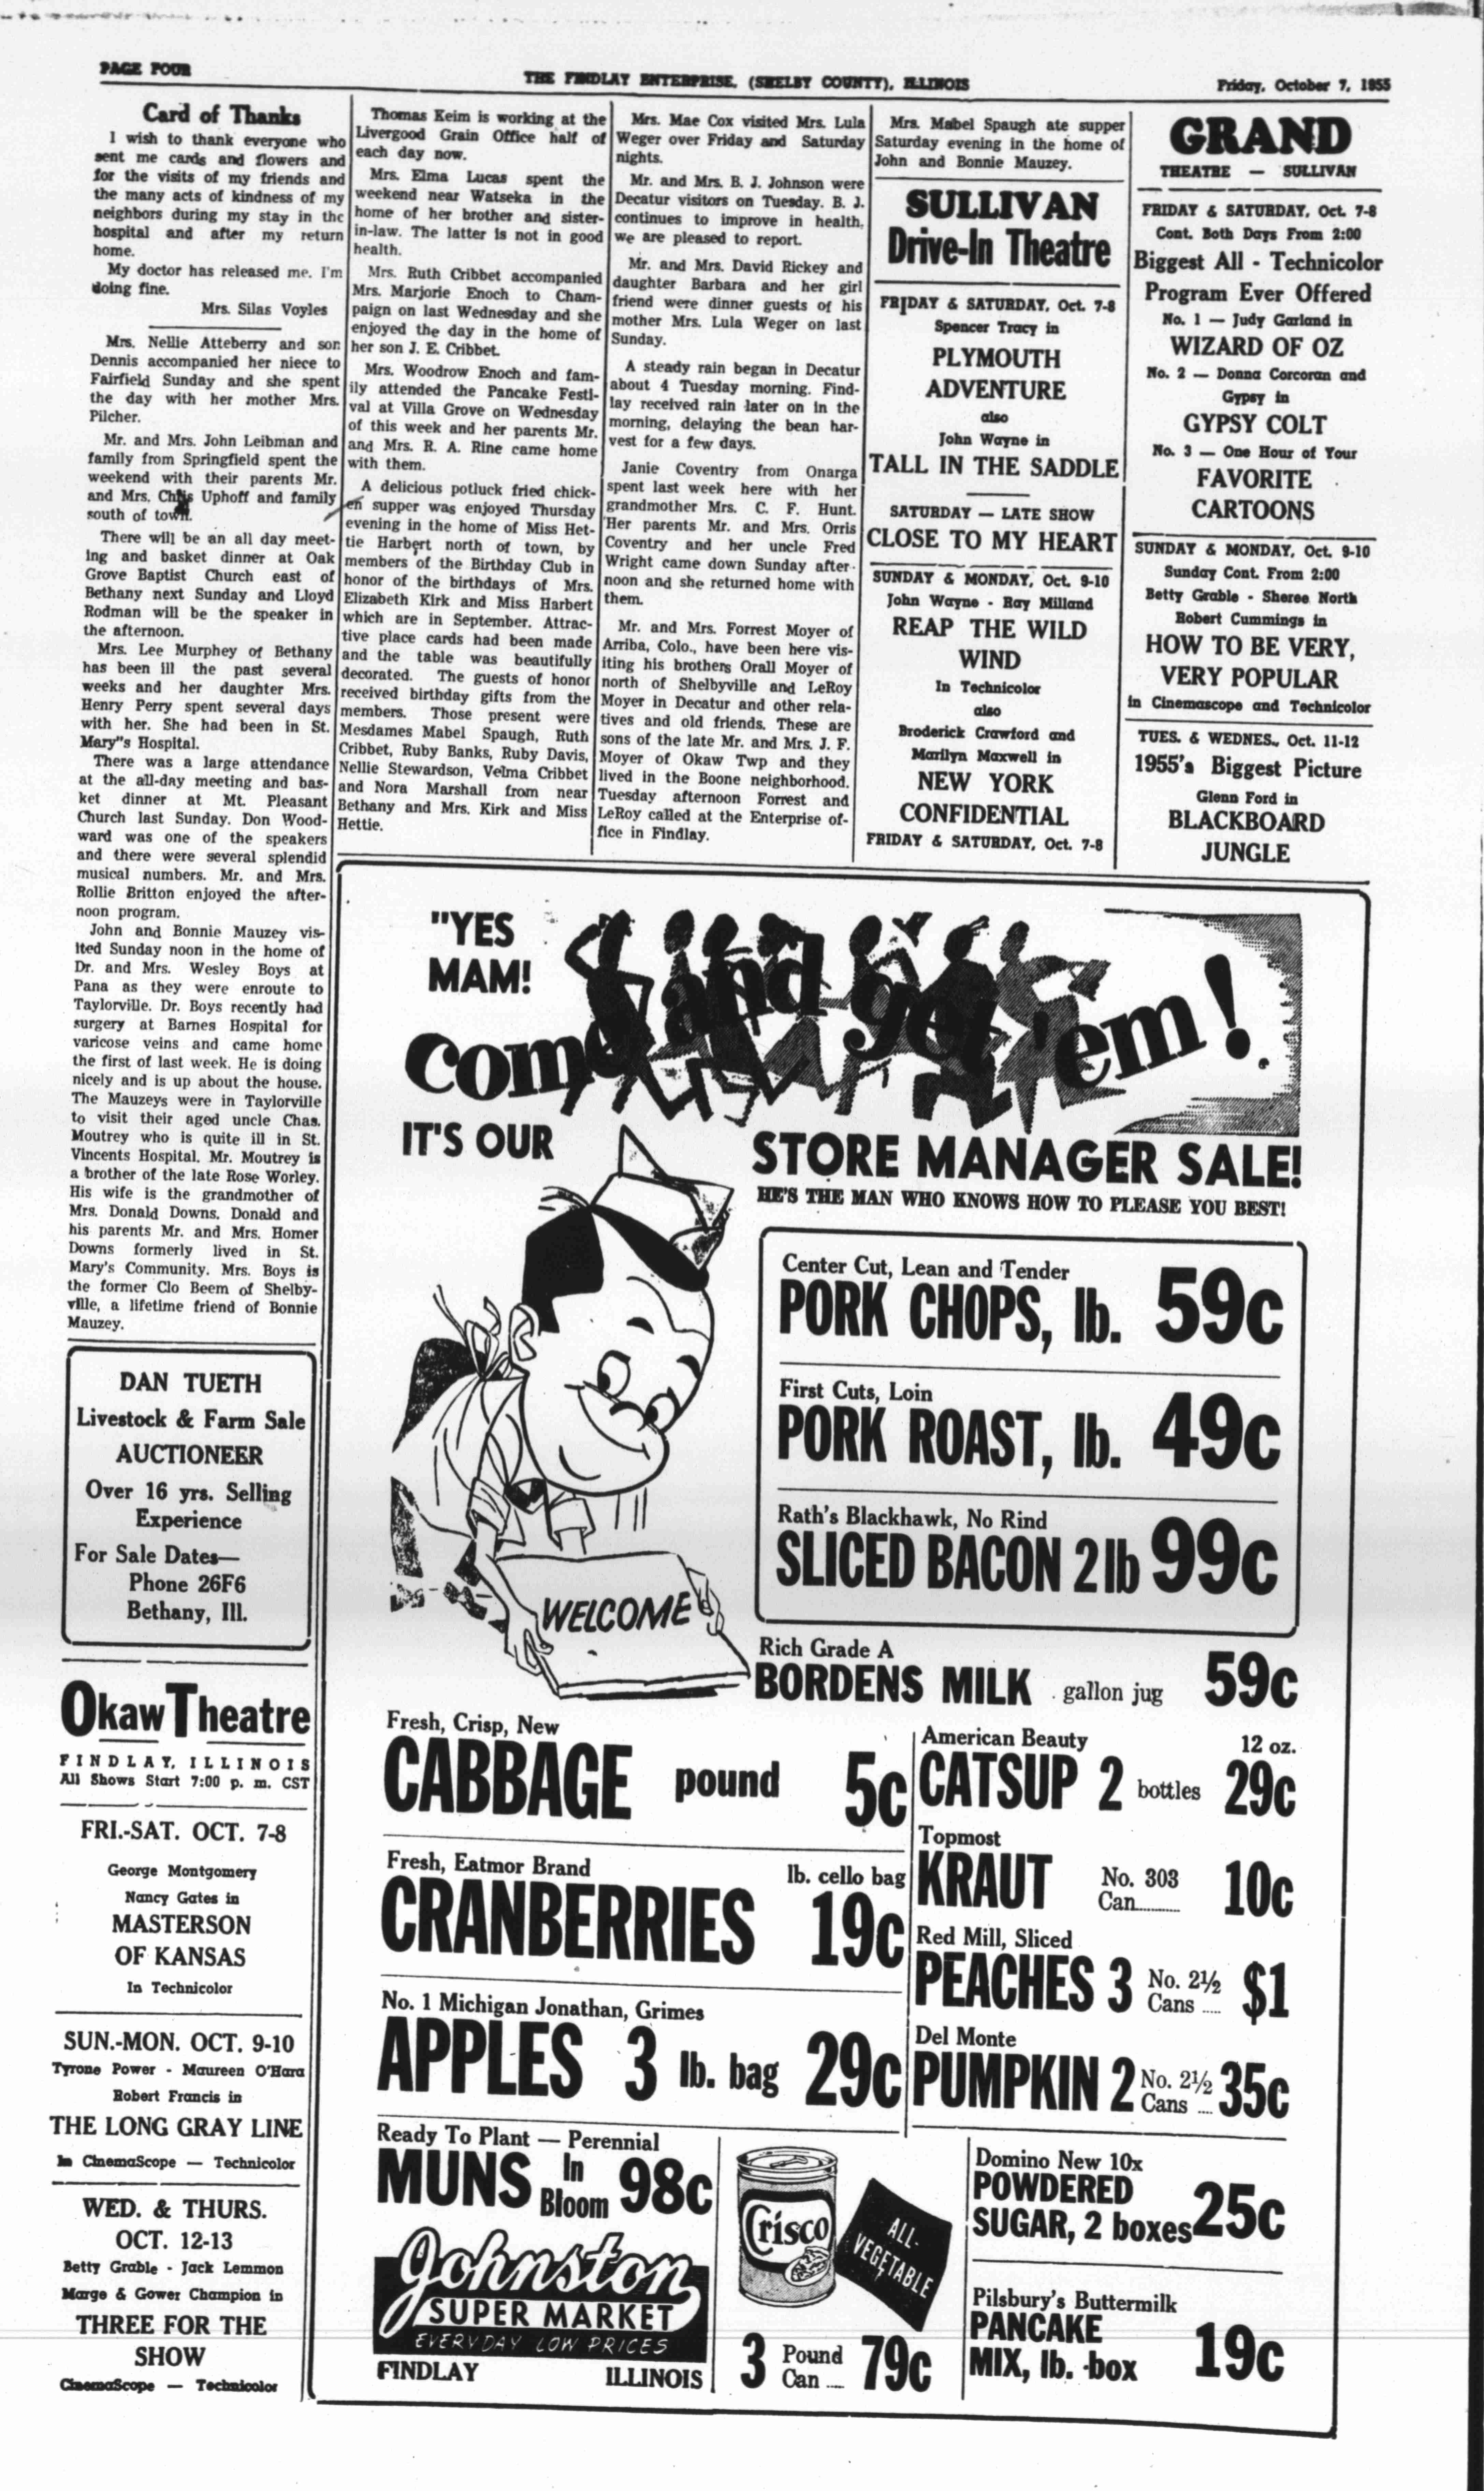 PAGE FOUR
THE FINDLAY ENTERPRISE, (SHELBY COUNTY), ILLINOIS
Friday, October 7, 1955
Card of Thanks
I wish to thank everyone who
sent me cards and flowers and
for the visits of my friends and
the many acts of kindness of my
neighbors during my stay in the
hospital and after my return
home.
My doctor has released me. I'm
doing fine.
Mrs. Silas Voyles
Mrs. Nellie Atteberry and son
Dennis accompanied her niece to
Fairfield Sunday and she spent
the day with her mother Mrs.
Pilcher.
Mr. and Mrs. John Leibman and
family from Springfield spent the
weekend with their parents Mr.
and Mrs. Chris Uphoff and family
south of town.
There will be an all day meet-
ing and basket dinner at Oak
Grove Baptist Church east of
Bethany next Sunday and Lloyd
Rodman will be the speaker in
the afternoon.
Mrs. Lee Murphey of Bethany
has been ill the past several
weeks and her daughter Mrs.
Henry Perry spent several days
with her. She had been in St.
Mary"s Hospital.
There was a large attendance
at the all-day meeting and bas-
ket dinner at Mt. Pleasant
Church last Sunday. Don Wood-
ward was one of the speakers
and there were several splendid
musical numbers. Mr. and Mrs.
Rollie Britton enjoyed the after-
noon program.
John and Bonnie Mauzey vis-
ited Sunday noon in the home of
Dr. and Mrs. Wesley Boys at
Pana as they were enroute to
Taylorville. Dr. Boys recently had
surgery at Barnes Hospital for
varicose veins and came home
the first of last week. He is doing
nicely and is up about the house.
The Mauzeys were in Taylorville
to visit their aged uncle Chas.
Moutrey who is quite ill in St.
Vincents Hospital. Mr. Moutrey is
a brother of the late Rose Worley.
His wife is the grandmother of
Mrs. Donald Downs. Donald and
his parents Mr. and Mrs. Homer
Downs formerly lived in St.
Mary's Community. Mrs. Boys is
the former Clo Beem of Shelby-
ville, a lifetime friend of Bonnie
Mauzey.
DAN TUETH
Livestock & Farm Sale
AUCTIONEER
Over 16 yrs. Selling
Experience
For Sale Dates—
Phone 26F6
Bethany, Ill.
Okaw Theatre
FINDLAY, ILLINOIS
All Shows Start 7:00 p. m. CST
FRI.-SAT. OCT. 7-8
George Montgomery
Nancy Gates in
MASTERSON
OF KANSAS
In Technicolor
SUN.-MON. OCT. 9-10
Tyrone Power - Maureen O'Hara
Robert Francis in
THE LONG GRAY LINE
In CinemaScope — Technicolor
WED. & THURS.
OCT. 12-13
Betty Grable - Jack Lemmon
Marge & Gower Champion in
THREE FOR THE
SHOW
CinemaScope — Technicolor
Thomas Keim is working at the
Livergood Grain Office half of
each day now.
Mrs. Elma Lucas spent the
weekend near Watseka in the
home of her brother and sister-
in-law. The latter is not in good
health.
Mrs. Ruth Cribbet accompanied
Mrs. Marjorie Enoch to Cham-
paign on last Wednesday and she
enjoyed the day in the home of
her son J. E. Cribbet.
Mrs. Woodrow Enoch and fam-
ily attended the Pancake Festi-
val at Villa Grove on Wednesday
of this week and her parents Mr.
and Mrs. R. A. Rine came home
with them.
A delicious potluck fried chick-
en supper was enjoyed Thursday
evening in the home of Miss Het-
tie Harbert north of town, by
members of the Birthday Club in
honor of the birthdays of Mrs.
Elizabeth Kirk and Miss Harbert
which are in September. Attrac-
tive place cards had been made
and the table was beautifully
decorated. The guests of honor
received birthday gifts from the
members. Those present were
Mesdames Mabel Spaugh, Ruth
Cribbet, Ruby Banks, Ruby Davis,
Nellie Stewardson, Velma Cribbet
and Nora Marshall from near
Bethany and Mrs. Kirk and Miss
Hettie.
Mrs. Mae Cox visited Mrs. Lula
Weger over Friday and Saturday
nights.
Mr. and Mrs. B. J. Johnson were
Decatur visitors on Tuesday. B. J.
continues to improve in health,
we are pleased to report.
Mr. and Mrs. David Rickey and
daughter Barbara and her girl
friend were dinner guests of his
mother Mrs. Lula Weger on last
Sunday.
A steady rain began in Decatur
about 4 Tuesday morning. Find-
lay received rain later on in the
morning, delaying the bean har-
vest for a few days.
Janie Coventry from Onarga
spent last week here with her
grandmother Mrs. C. F. Hunt.
Her parents Mr. and Mrs. Orris
Coventry and her uncle Fred
Wright came down Sunday after-
noon and she returned home with
them.
Mr. and Mrs. Forrest Moyer of
Arriba, Colo., have been here vis-
iting his brothers Orall Moyer of
north of Shelbyville and LeRoy
Moyer in Decatur and other rela-
tives and old friends. These are
sons of the late Mr. and Mrs. J. F.
Moyer of Okaw Twp and they
lived in the Boone neighborhood.
Tuesday afternoon Forrest and
LeRoy called at the Enterprise of-
fice in Findlay.
Mrs. Mabel Spaugh ate supper
Saturday evening in the home of
John and Bonnie Mauzey.
SULLIVAN
Drive-In Theatre
FRIDAY & SATURDAY, Oct. 7-8
Spencer Tracy in
PLYMOUTH
ADVENTURE
also
John Wayne in
TALL IN THE SADDLE
SATURDAY — LATE SHOW
CLOSE TO MY HEART
SUNDAY & MONDAY, Oct. 9-10
John Wayne - Ray Milland
REAP THE WILD
WIND
In Technicolor
also
Broderick Crawford and
Marilyn Maxwell in
NEW YORK
CONFIDENTIAL
FRIDAY & SATURDAY, Oct. 7-8
GRAND
THEATRE — SULLIVAN
FRIDAY & SATURDAY, Oct. 7-8
Cont. Both Days From 2:00
Biggest All - Technicolor
Program Ever Offered
No. 1 — Judy Garland in
WIZARD OF OZ
No. 2 — Donna Corcoran and
Gypsy in
GYPSY COLT
No. 3 — One Hour of Your
FAVORITE
CARTOONS
SUNDAY & MONDAY, Oct. 9-10
Sunday Cont. From 2:00
Betty Grable - Sheree North
Robert Cummings in
HOW TO BE VERY,
VERY POPULAR
in Cinemascope and Technicolor
TUES. & WEDNES., Oct. 11-12
1955's Biggest Picture
Glenn Ford in
BLACKBOARD
JUNGLE
"YES
MAM!
Come and get 'em!
IT'S OUR
STORE MANAGER SALE!
HE'S THE MAN WHO KNOWS HOW TO PLEASE YOU BEST!
WELCOME
Center Cut, Lean and Tender
PORK CHOPS, lb. 59c
First Cuts, Loin
PORK ROAST, lb. 49c
Rath's Blackhawk, No Rind
SLICED BACON 2 lb 99c
Rich Grade A
BORDENS MILK gallon jug 59c
Fresh, Crisp, New
CABBAGE pound 5c
Fresh, Eatmor Brand
CRANBERRIES lb. cello bag 19c
No. 1 Michigan Jonathan, Grimes
APPLES 3 lb. bag 29c
American Beauty 12 oz.
CATSUP 2 bottles 29c
Topmost
KRAUT No. 303 Can 10c
Red Mill, Sliced
PEACHES 3 No. 2½ Cans .... $1
Del Monte
PUMPKIN 2 No. 2½ Cans .... 35c
Ready To Plant — Perennial
MUNS In Bloom 98c
Johnston
SUPER MARKET
EVERYDAY LOW PRICES
FINDLAY ILLINOIS
Crisco
ALL-
VEGETABLE
3 Pound Can .... 79c
Domino New 10x
POWDERED
SUGAR, 2 boxes 25c
Pilsbury's Buttermilk
PANCAKE
MIX, lb. box 19c